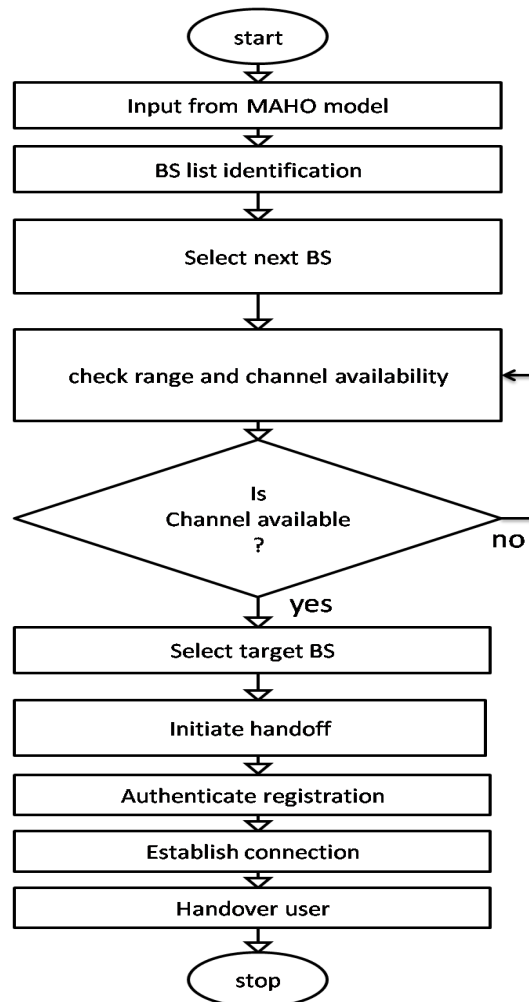 start
Input from MAHO model
BS list identification
Select next BS
check range and channel availability
Is
Channel available
?
no
yes
Select target BS
Initiate handoff
Authenticate registration
Establish connection
Handover user
stop